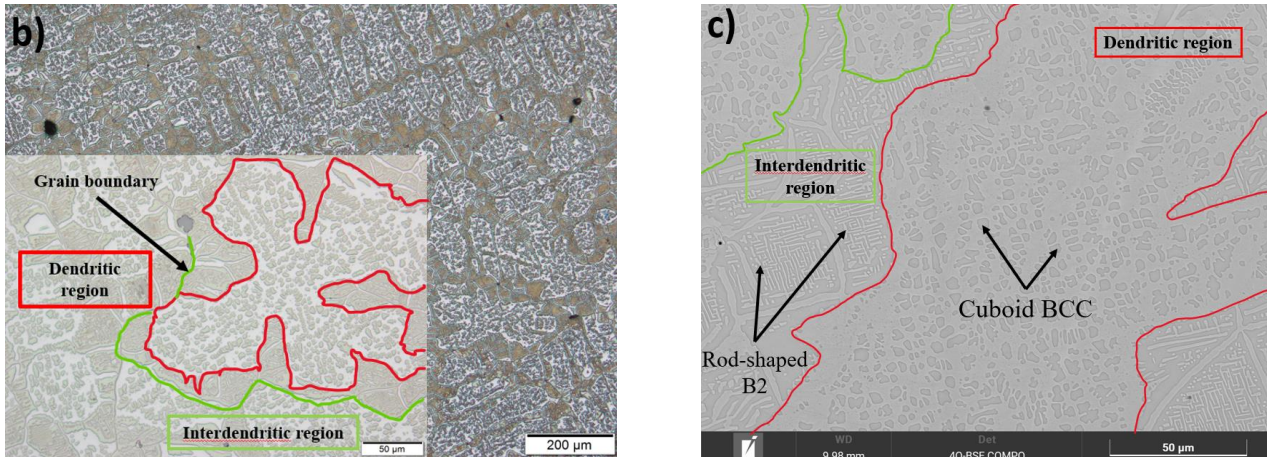 b)
Grain boundary
Dendritic
region
Interdendritic region
50 μm
200 μm
c)
Dendritic region
Interdendritic
region
Cuboid BCC
Rod-shaped
B2
WD
Det
50 μm
9.98 mm
4Q-BSE COMPO